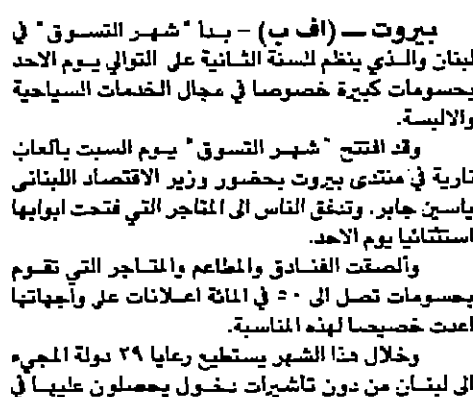 بيروت ــ (اف ب) – بدأ "شهر التسوق" في
لبنان والذي ينظم للسنة الثانية على التوالي يوم الاحد
بحسومات كبيرة خصوصا في مجال الخدمات السياحية
والالبسة.
وقد افتتح "شهر التسوق" يوم السبت بألعاب
نارية في منتدى بيروت بحضور وزير الاقتصاد اللبناني
ياسين جابر. وتدفق الناس الى المتاجر التي فتحت ابوابها
استثنائيا يوم الاحد.
وألصقت الفنادق والمطاعم والمتاجر التي تقوم
بحسومات تصل الى ٥٠ في المائة اعلانات على واجهاتها
اعدت خصيصا لهذه المناسبة.
وخلال هذا الشهر يستطيع رعايا ٢٩ دولة المجيء
الى لبنان من دون تأشيرات دخول يحصلون عليها في